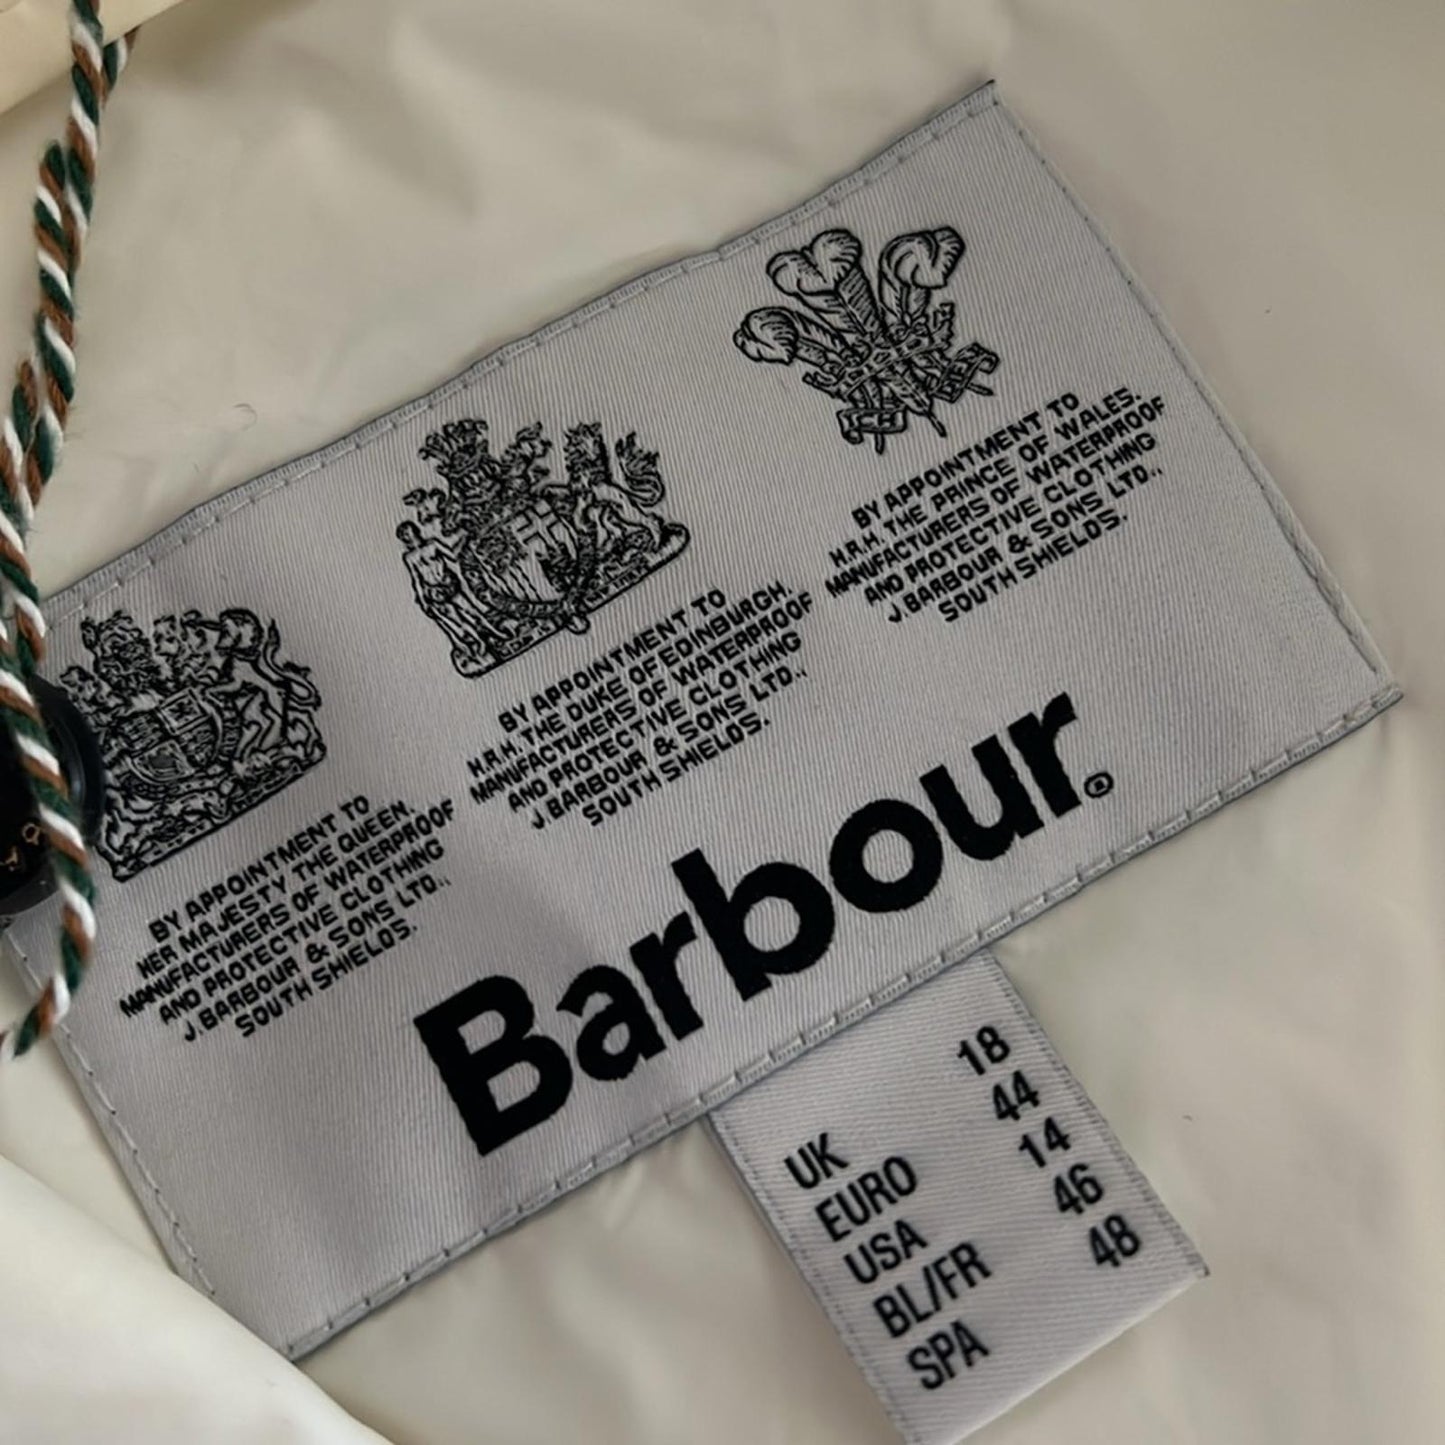 BY APPOINTMENT TO
HER MAJESTY THE QUEEN.
MANUFACTURERS OF WATERPROOF
AND PROTECTIVE CLOTHING
J. BARBOUR & SONS LTD.,
SOUTH SHIELDS.
BY APPOINTMENT TO
H.R.H. THE DUKE OF EDINBURGH.
MANUFACTURERS OF WATERPROOF
AND PROTECTIVE CLOTHING
J. BARBOUR & SONS LTD.,
SOUTH SHIELDS.
BY APPOINTMENT TO
H.R.H. THE PRINCE OF WALES.
MANUFACTURERS OF WATERPROOF
AND PROTECTIVE CLOTHING
J. BARBOUR & SONS LTD.,
SOUTH SHIELDS.
Barbour®
UK 18
EURO 44
USA 14
BL/FR 46
SPA 48